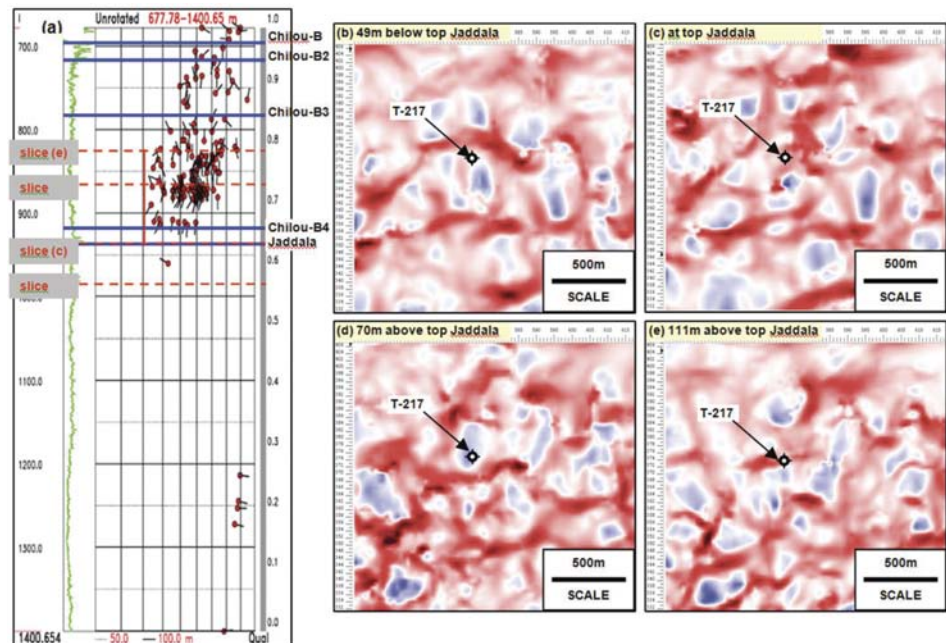 (a)
Unrotated 677.78-1400.65 m
1.0
700.0
Chilou-B
Chilou-B2
0.9
Chilou-B3
800.0
0.8
slice (e)
slice
0.7
900.0
Chilou-B4
Jaddala
slice (c)
0.6
slice
0.5
1100.0
0.4
0.3
1200.0
0.2
1300.0
0.1
0.0
1400.654
50.0
100.0 m
Qual
(b) 49m below top Jaddala
T-217
500m
SCALE
(c) at top Jaddala
T-217
500m
SCALE
(d) 70m above top Jaddala
T-217
500m
SCALE
(e) 111m above top Jaddala
T-217
500m
SCALE